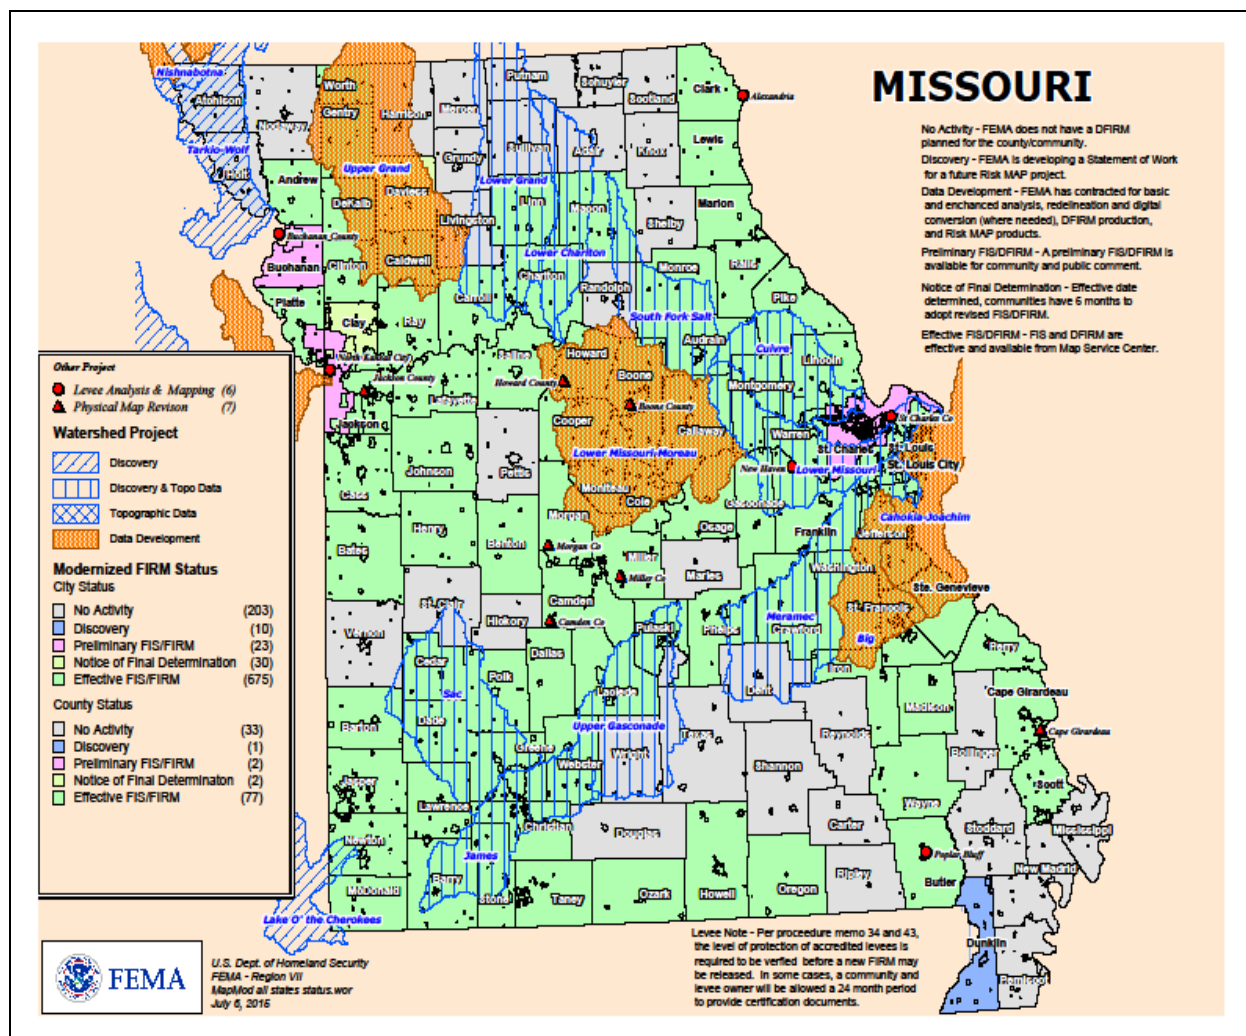 MISSOURI
No Activity - FEMA does not have a DFIRM
planned for the county/community.
Discovery - FEMA is developing a Statement of Work
for a future Risk MAP project.
Data Development - FEMA has contracted for basic
and enchanced analysis, redelineation and digital
conversion (where needed), DFIRM production,
and Risk MAP products.
Preliminary FIS/DFIRM - A preliminary FIS/DFIRM is
available for community and public comment.
Notice of Final Determination - Effective date
determined, communities have 6 months to
adopt revised FIS/DFIRM.
Effective FIS/DFIRM - FIS and DFIRM are
effective and available from Map Service Center.
Nishnabotna
Atchison
Nodaway
Worth
Gentry
Harrison
Mercer
Putnam
Schuyler
Scotland
Clark
Alexandria
Tarkio-Wolf
Holt
Andrew
Upper Grand
DeKalb
Daviess
Grundy
Sullivan
Adair
Knox
Lewis
Lower Grand
Livingston
Linn
Macon
Shelby
Marion
Buchanan County
Buchanan
Clinton
Caldwell
Lower Chariton
Chariton
Carroll
Randolph
Monroe
Ralls
Pike
Platte
Clay
Ray
South Fork Salt
Audrain
Cuivre
Lincoln
North Kansas City
Jackson County
Saline
Howard
Howard County
Boone
Boone County
Montgomery
Lafayette
Jackson
Cooper
Callaway
Warren
St Charles Co
St. Charles
St. Louis
St. Louis City
Johnson
Pettis
Lower Missouri-Moreau
New Haven
Lower Missouri
Cass
Moniteau
Cole
Morgan
Gasconade
Osage
Franklin
Cahokia-Joachim
Jefferson
Henry
Benton
Bates
Morgan Co
Miller
Miller Co
Maries
Washington
Ste. Genevieve
St. Clair
Hickory
Camden
Camden Co
Vernon
Pulaski
Phelps
Meramec
Crawford
St. Francois
Big
Perry
Cedar
Dallas
Polk
Iron
Sac
Laclede
Dent
Madison
Cape Girardeau
Cape Girardeau
Barton
Dade
Greene
Upper Gasconade
Webster
Wright
Texas
Reynolds
Bollinger
Shannon
Jasper
Scott
Lawrence
Wayne
Newton
Christian
Douglas
Carter
Stoddard
Mississippi
James
Poplar Bluff
McDonald
Barry
Stone
Taney
Ozark
Howell
Oregon
Ripley
Butler
New Madrid
Lake O' the Cherokees
Dunklin
Pemiscot
Other Project
Levee Analysis & Mapping (6)
Physical Map Revison (7)
Watershed Project
Discovery
Discovery & Topo Data
Topographic Data
Data Development
Modernized FIRM Status
City Status
No Activity (203)
Discovery (10)
Preliminary FIS/FIRM (23)
Notice of Final Determination (30)
Effective FIS/FIRM (675)
County Status
No Activity (33)
Discovery (1)
Preliminary FIS/FIRM (2)
Notice of Final Determinaton (2)
Effective FIS/FIRM (77)
FEMA
U.S. Dept. of Homeland Security
FEMA - Region VII
MapMod all states status.wor
July 6, 2015
Levee Note - Per proceedure memo 34 and 43,
the level of protection of accredited levees is
required to be verfied before a new FIRM may
be released. In some cases, a community and
levee owner will be allowed a 24 month period
to provide certification documents.